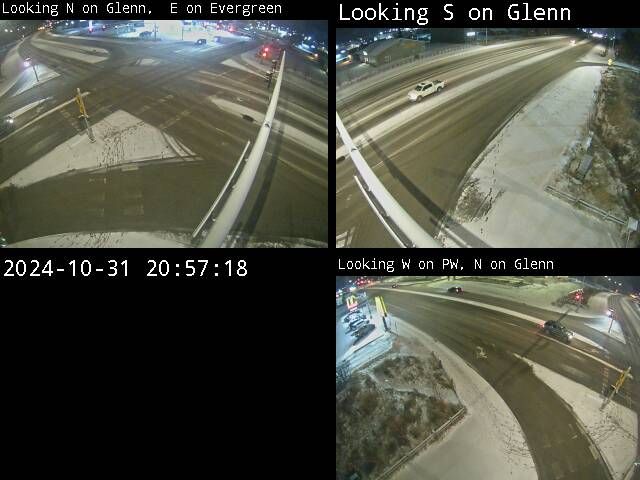 Looking N on Glenn,  E on Evergreen
Looking S on Glenn
2024-10-31 20:57:18
Looking W on PW, N on Glenn